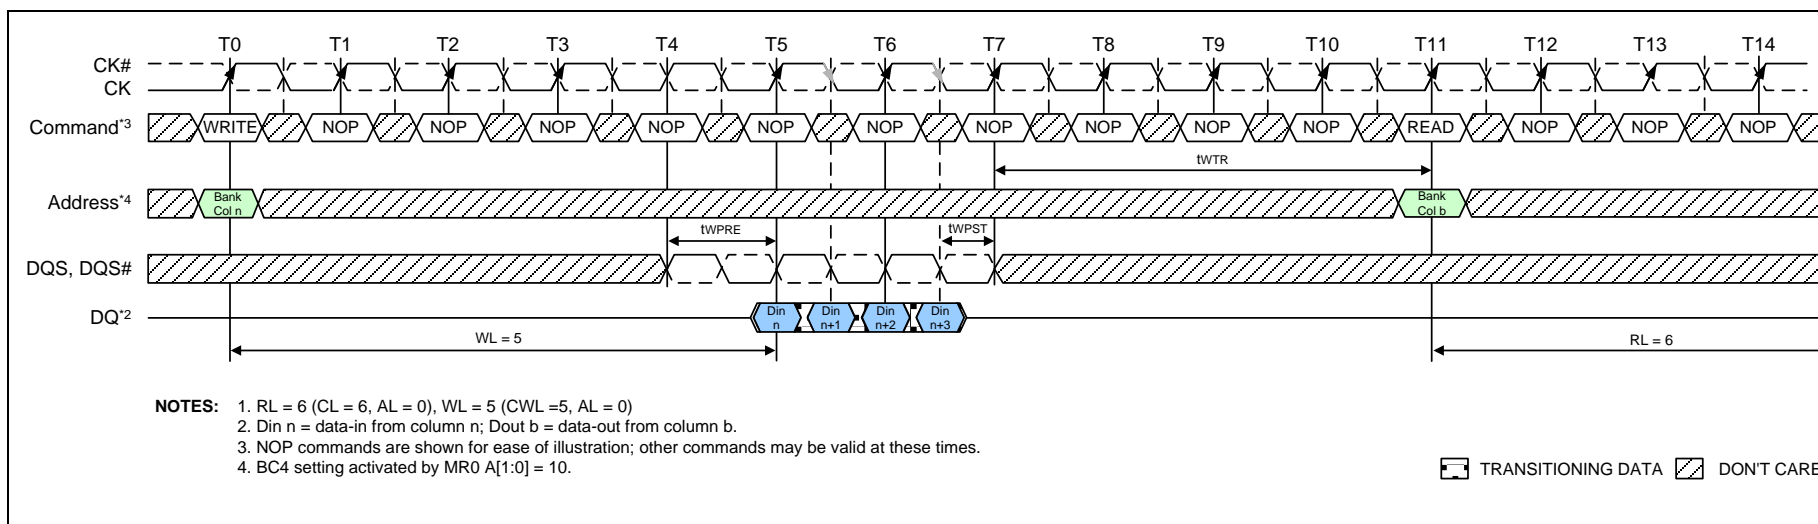 T0 T1 T2 T3 T4 T5 T6 T7 T8 T9 T10 T11 T12 T13 T14
CK#
CK
Command*3 WRITE NOP NOP NOP NOP NOP NOP NOP NOP NOP NOP READ NOP NOP NOP
tWTR
Address*4 Bank Col n Bank Col b
tWPRE tWPST
DQS, DQS#
DQ*2 Din n Din n+1 Din n+2 Din n+3
WL = 5 RL = 6
NOTES: 1. RL = 6 (CL = 6, AL = 0), WL = 5 (CWL =5, AL = 0)
2. Din n = data-in from column n; Dout b = data-out from column b.
3. NOP commands are shown for ease of illustration; other commands may be valid at these times.
4. BC4 setting activated by MR0 A[1:0] = 10.
TRANSITIONING DATA DON'T CARE